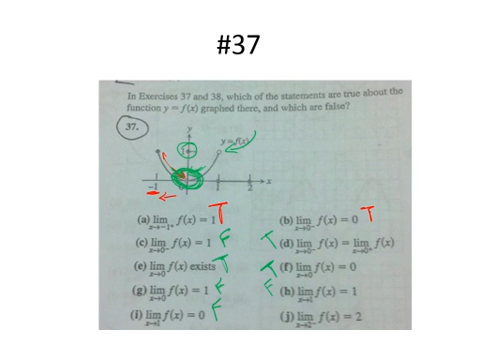 #37
In Exercises 37 and 38, which of the statements are true about the
function y = f(x) graphed there, and which are false?
37.
y
y = f(x)
1
-1 1 2 x
(a) lim x→-1⁺ f(x) = 1 T (b) lim x→0⁻ f(x) = 0 T
(c) lim x→0⁻ f(x) = 1 F T (d) lim x→0⁻ f(x) = lim x→0⁺ f(x)
(e) lim x→0 f(x) exists T T (f) lim x→0 f(x) = 0
(g) lim x→0 f(x) = 1 F F (h) lim x→1 f(x) = 1
(i) lim x→1 f(x) = 0 F (j) lim x→2⁻ f(x) = 2